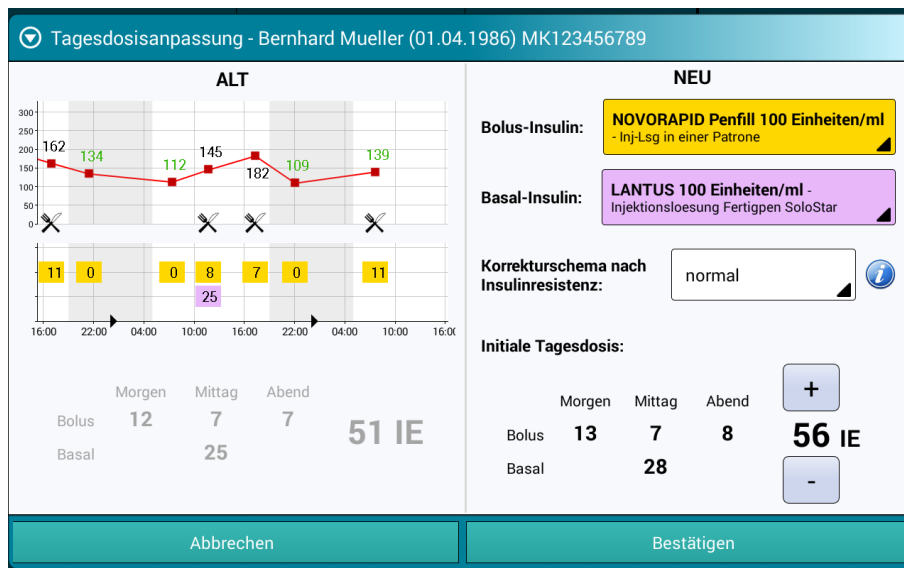 Tagesdosisanpassung - Bernhard Mueller (01.04.1986) MK123456789
ALT
300
250
200
150
100
50
0
162
134
112
145
182
109
139
11 0 0 8 7 0 11
25
16:00 22:00 04:00 10:00 16:00 22:00 04:00 10:00 16:00
Morgen Mittag Abend
Bolus 12 7 7
Basal 25
51 IE
NEU
Bolus-Insulin:
NOVORAPID Penfill 100 Einheiten/ml
- Inj-Lsg in einer Patrone
Basal-Insulin:
LANTUS 100 Einheiten/ml -
Injektionsloesung Fertigpen SoloStar
Korrekturschema nach
Insulinresistenz:
normal
i
Initiale Tagesdosis:
Morgen Mittag Abend
Bolus 13 7 8
Basal 28
+
56 IE
-
Abbrechen
Bestätigen